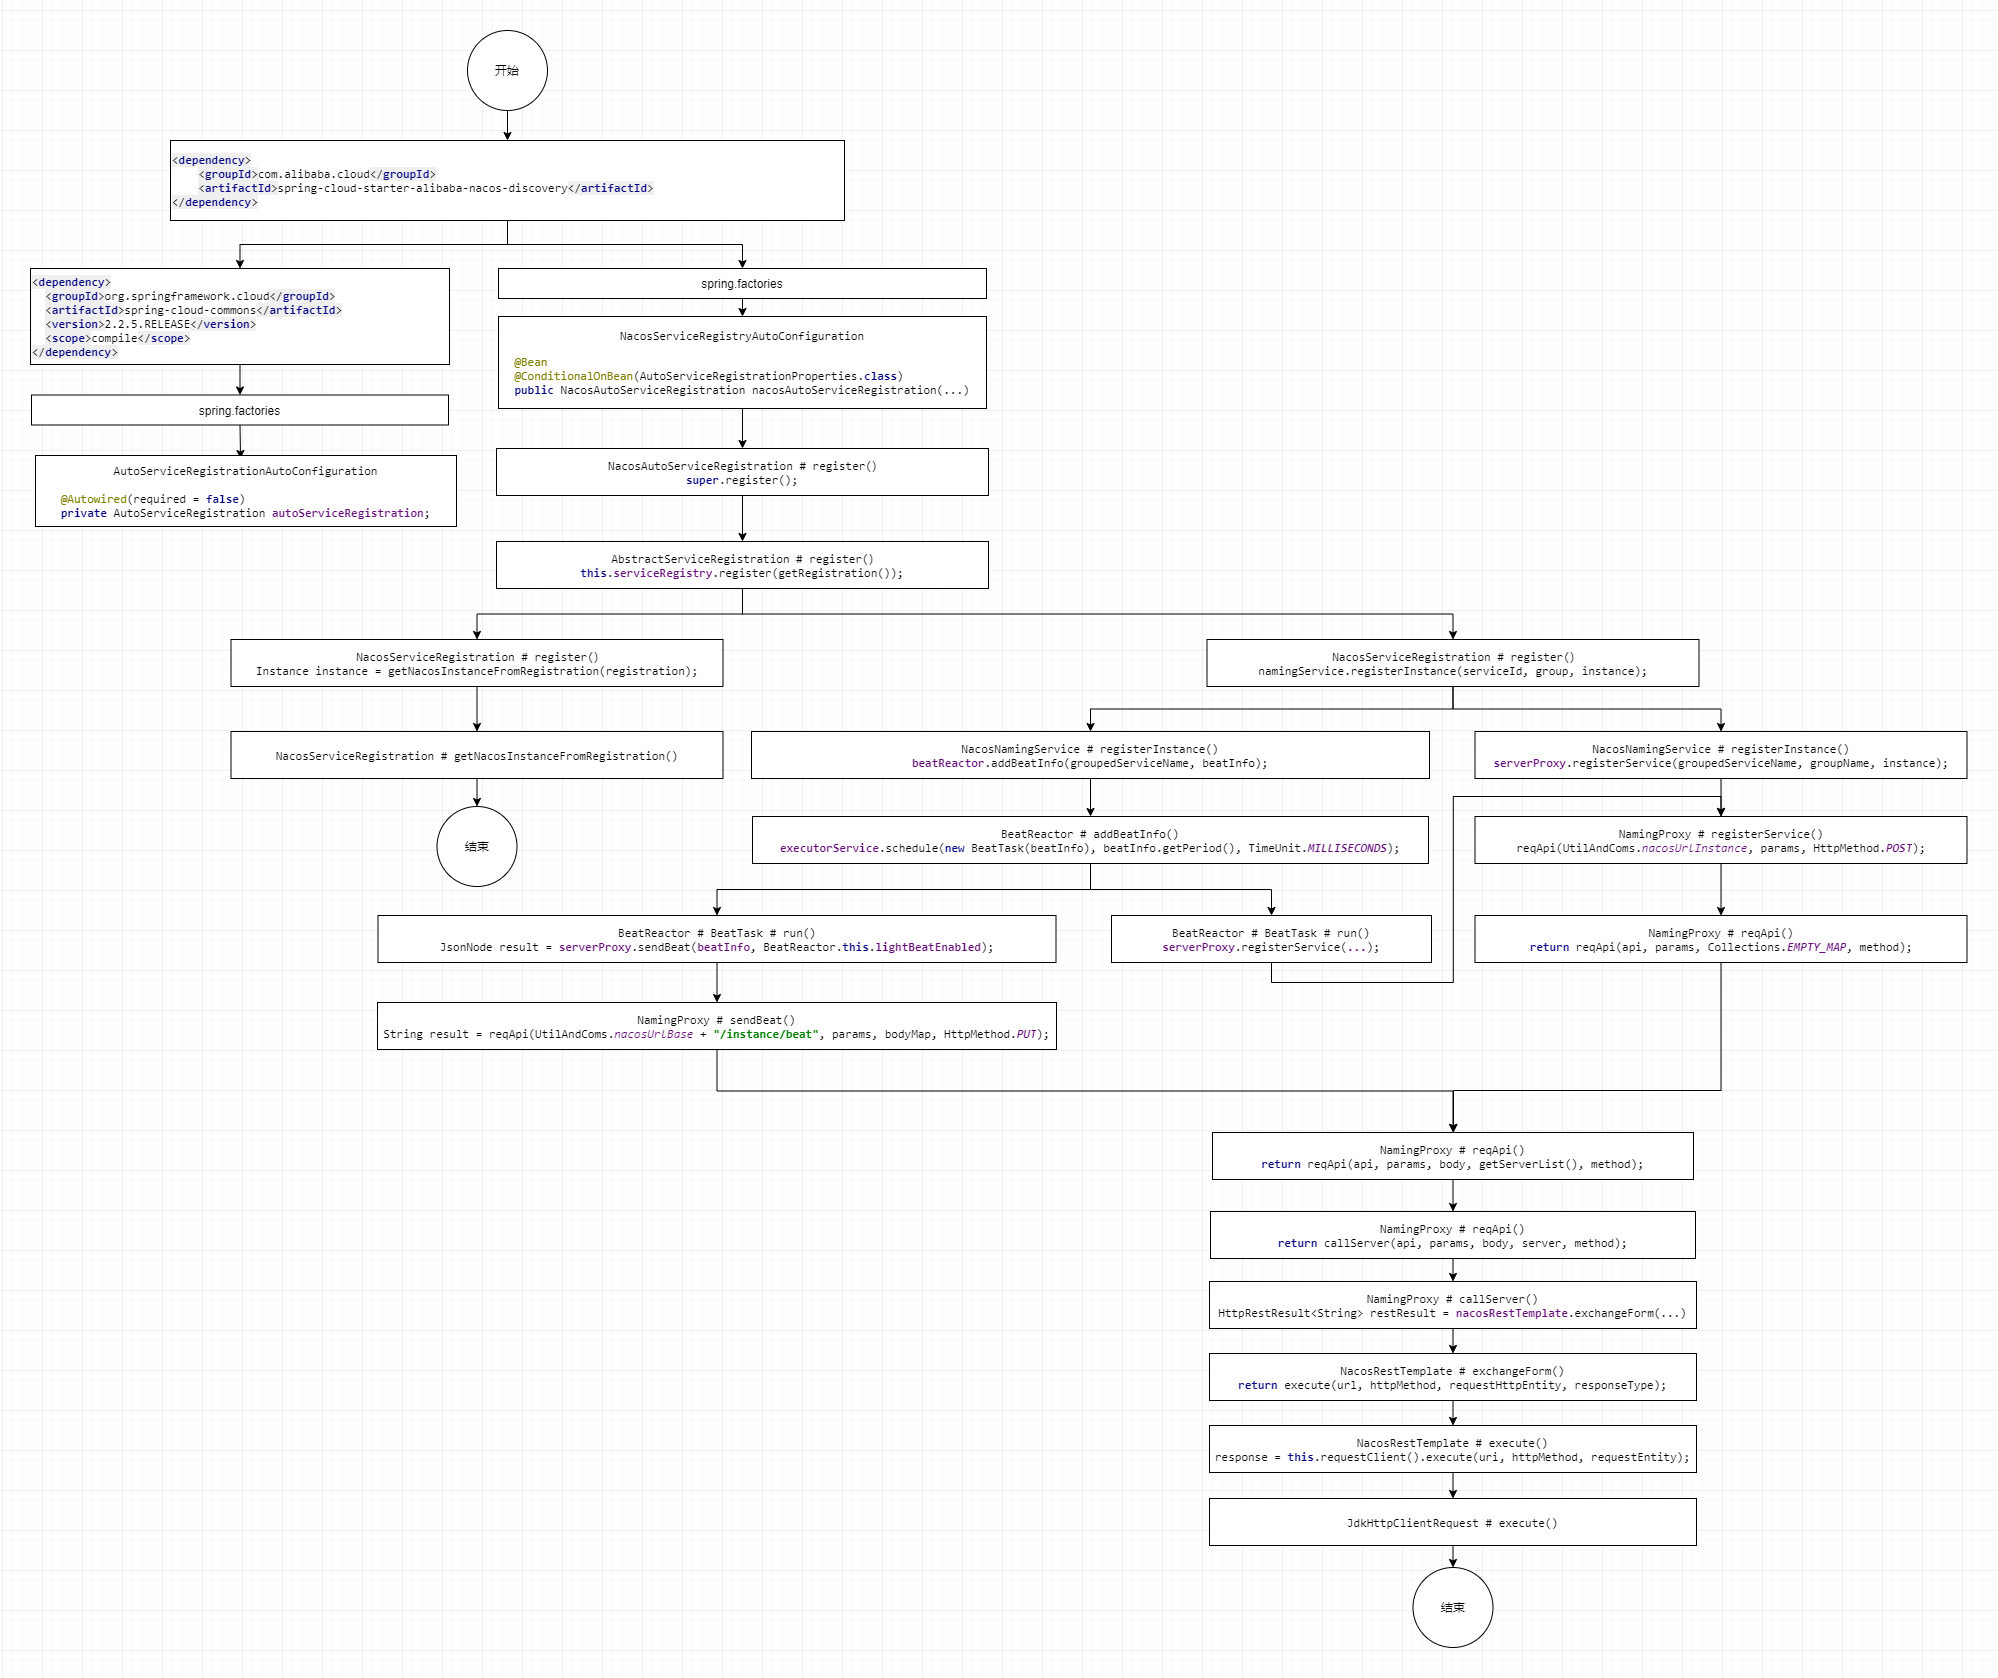 开始
<dependency>
    <groupId>com.alibaba.cloud</groupId>
    <artifactId>spring-cloud-starter-alibaba-nacos-discovery</artifactId>
</dependency>
<dependency>
  <groupId>org.springframework.cloud</groupId>
  <artifactId>spring-cloud-commons</artifactId>
  <version>2.2.5.RELEASE</version>
  <scope>compile</scope>
</dependency>
spring.factories
AutoServiceRegistrationAutoConfiguration
@Autowired(required = false)
private AutoServiceRegistration autoServiceRegistration;
spring.factories
NacosServiceRegistryAutoConfiguration
@Bean
@ConditionalOnBean(AutoServiceRegistrationProperties.class)
public NacosAutoServiceRegistration nacosAutoServiceRegistration(...)
NacosAutoServiceRegistration # register()
super.register();
AbstractServiceRegistration # register()
this.serviceRegistry.register(getRegistration());
NacosServiceRegistration # register()
Instance instance = getNacosInstanceFromRegistration(registration);
NacosServiceRegistration # getNacosInstanceFromRegistration()
结束
NacosServiceRegistration # register()
namingService.registerInstance(serviceId, group, instance);
NacosNamingService # registerInstance()
beatReactor.addBeatInfo(groupedServiceName, beatInfo);
BeatReactor # addBeatInfo()
executorService.schedule(new BeatTask(beatInfo), beatInfo.getPeriod(), TimeUnit.MILLISECONDS);
BeatReactor # BeatTask # run()
JsonNode result = serverProxy.sendBeat(beatInfo, BeatReactor.this.lightBeatEnabled);
NamingProxy # sendBeat()
String result = reqApi(UtilAndComs.nacosUrlBase + "/instance/beat", params, bodyMap, HttpMethod.PUT);
BeatReactor # BeatTask # run()
serverProxy.registerService(...);
NacosNamingService # registerInstance()
serverProxy.registerService(groupedServiceName, groupName, instance);
NamingProxy # registerService()
reqApi(UtilAndComs.nacosUrlInstance, params, HttpMethod.POST);
NamingProxy # reqApi()
return reqApi(api, params, Collections.EMPTY_MAP, method);
NamingProxy # reqApi()
return reqApi(api, params, body, getServerList(), method);
NamingProxy # reqApi()
return callServer(api, params, body, server, method);
NamingProxy # callServer()
HttpRestResult<String> restResult = nacosRestTemplate.exchangeForm(...)
NacosRestTemplate # exchangeForm()
return execute(url, httpMethod, requestHttpEntity, responseType);
NacosRestTemplate # execute()
response = this.requestClient().execute(uri, httpMethod, requestEntity);
JdkHttpClientRequest # execute()
结束